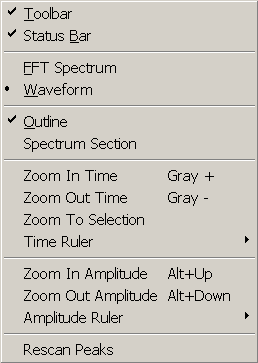 Toolbar
Status Bar
FFT Spectrum
Waveform
Outline
Spectrum Section
Zoom In Time Gray +
Zoom Out Time Gray -
Zoom To Selection
Time Ruler
Zoom In Amplitude Alt+Up
Zoom Out Amplitude Alt+Down
Amplitude Ruler
Rescan Peaks